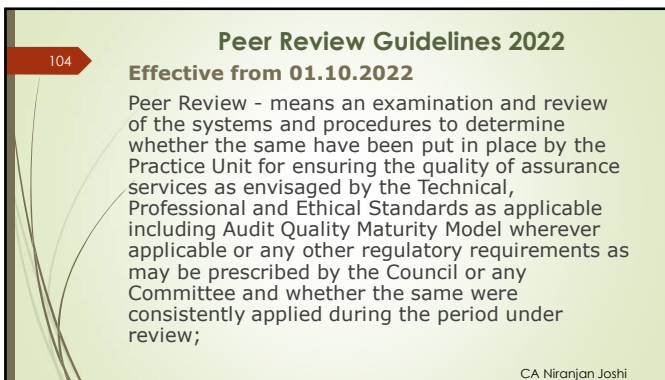 Peer Review Guidelines 2022
104
Effective from 01.10.2022
Peer Review - means an examination and review
of the systems and procedures to determine
whether the same have been put in place by the
Practice Unit for ensuring the quality of assurance
services as envisaged by the Technical,
Professional and Ethical Standards as applicable
including Audit Quality Maturity Model wherever
applicable or any other regulatory requirements as
may be prescribed by the Council or any
Committee and whether the same were
consistently applied during the period under
review;
CA Niranjan Joshi